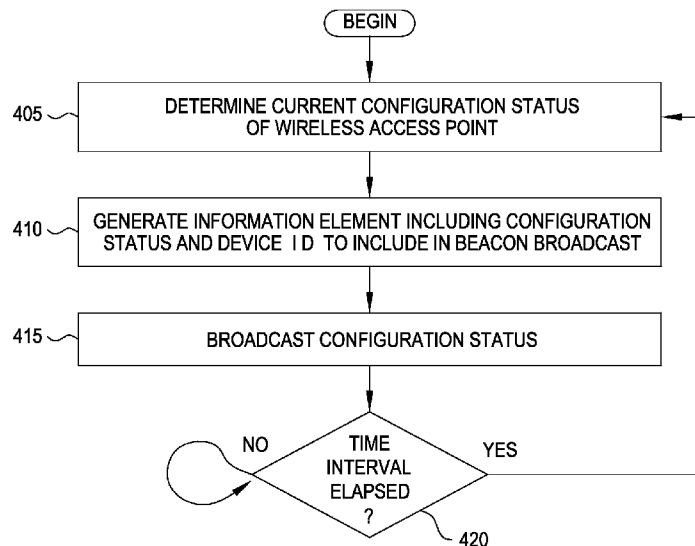 BEGIN
405
DETERMINE CURRENT CONFIGURATION STATUS
OF WIRELESS ACCESS POINT
410
GENERATE INFORMATION ELEMENT INCLUDING CONFIGURATION
STATUS AND DEVICE I D TO INCLUDE IN BEACON BROADCAST
415
BROADCAST CONFIGURATION STATUS
NO
TIME
INTERVAL
ELAPSED
?
YES
420